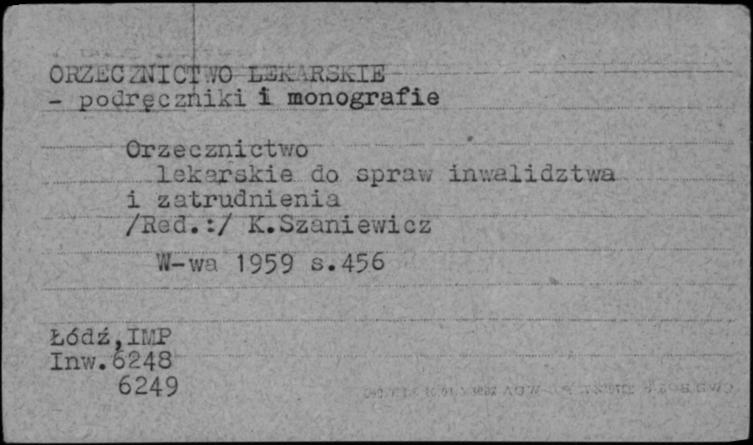 ORZECZNICTWO LEKARSKIE
- podręczniki i monografie
Orzecznictwo
lekarskie do spraw inwalidztwa
i zatrudnienia
/Red.:/ K.Szaniewicz
W-wa 1959 s.456
Łódź,IMP
Inw.6248
6249